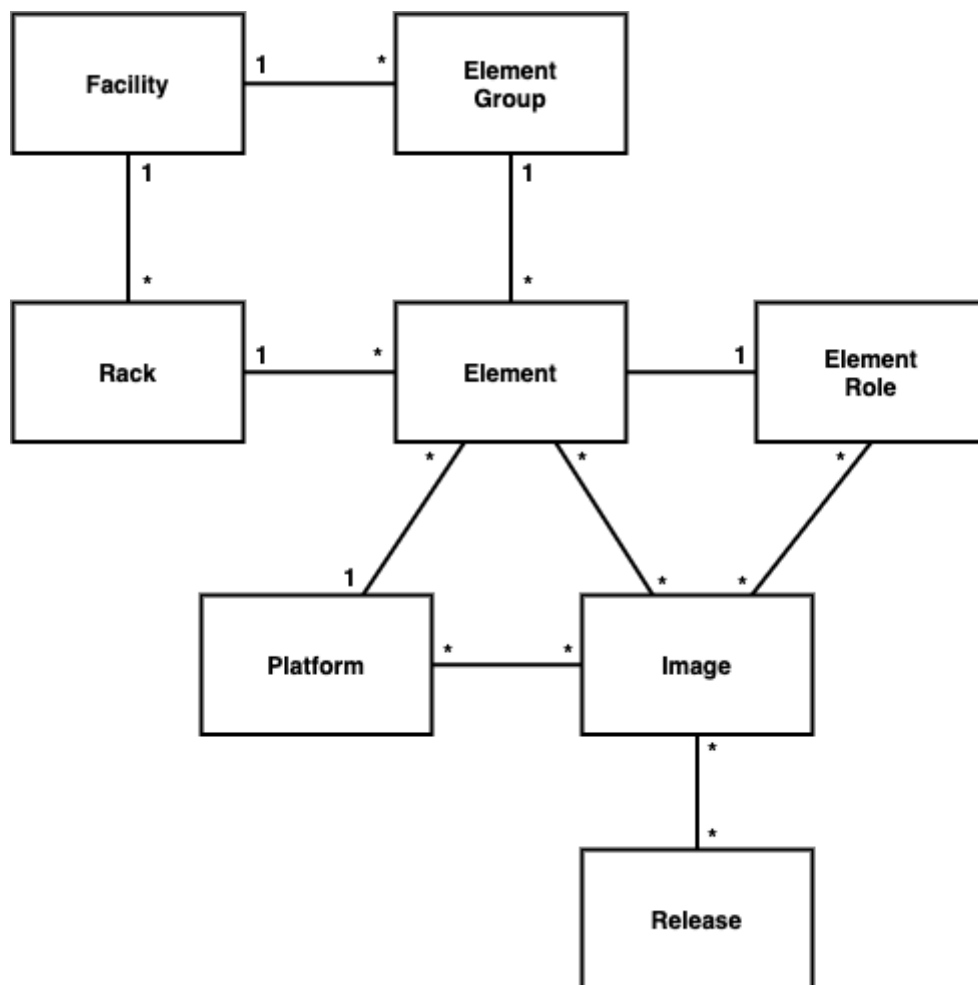 Facility
1
*
Element
Group
1
1
*
*
Rack
1
*
Element
1
Element
Role
*
*
*
1
*
*
Platform
*
*
Image
*
*
Release